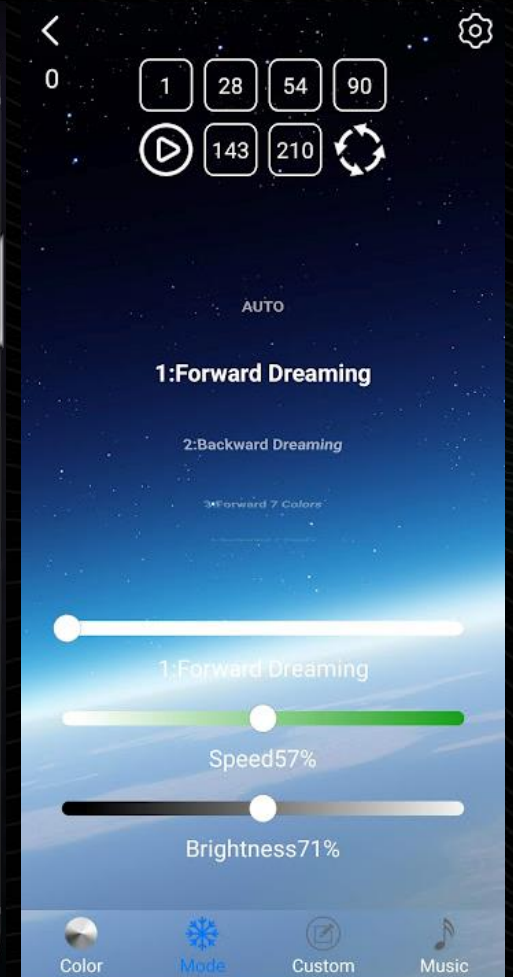 0
1 28 54 90
143 210
AUTO
1:Forward Dreaming
2:Backward Dreaming
3:Forward 7 Colors
1:Forward Dreaming
Speed57%
Brightness71%
Color Mode Custom Music